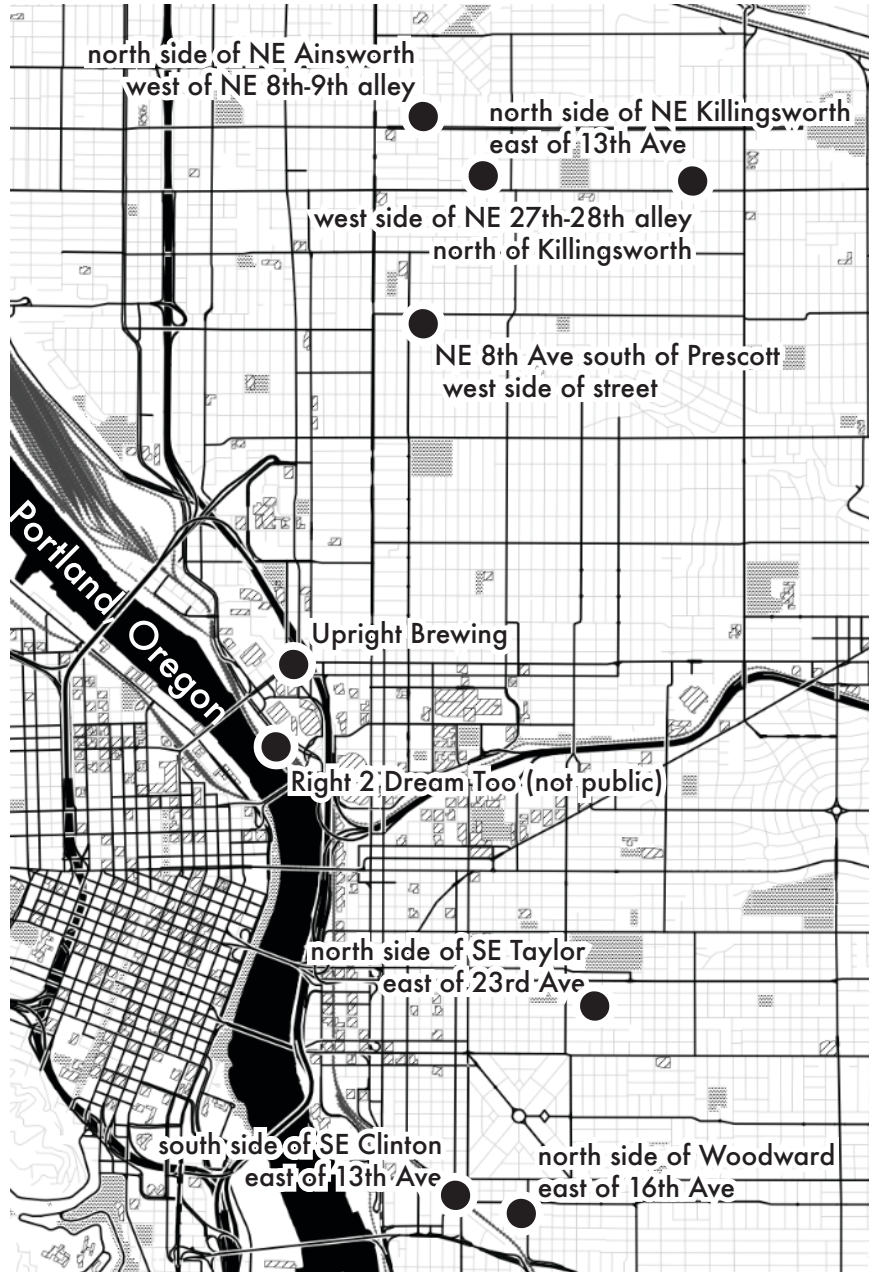 north side of NE Ainsworth
west of NE 8th-9th alley
north side of NE Killingsworth
east of 13th Ave
west side of NE 27th-28th alley
north of Killingsworth
NE 8th Ave south of Prescott
west side of street
Portland Oregon
Upright Brewing
Right 2 Dream Too (not public)
north side of SE Taylor
east of 23rd Ave
south side of SE Clinton
east of 13th Ave
north side of Woodward
east of 16th Ave